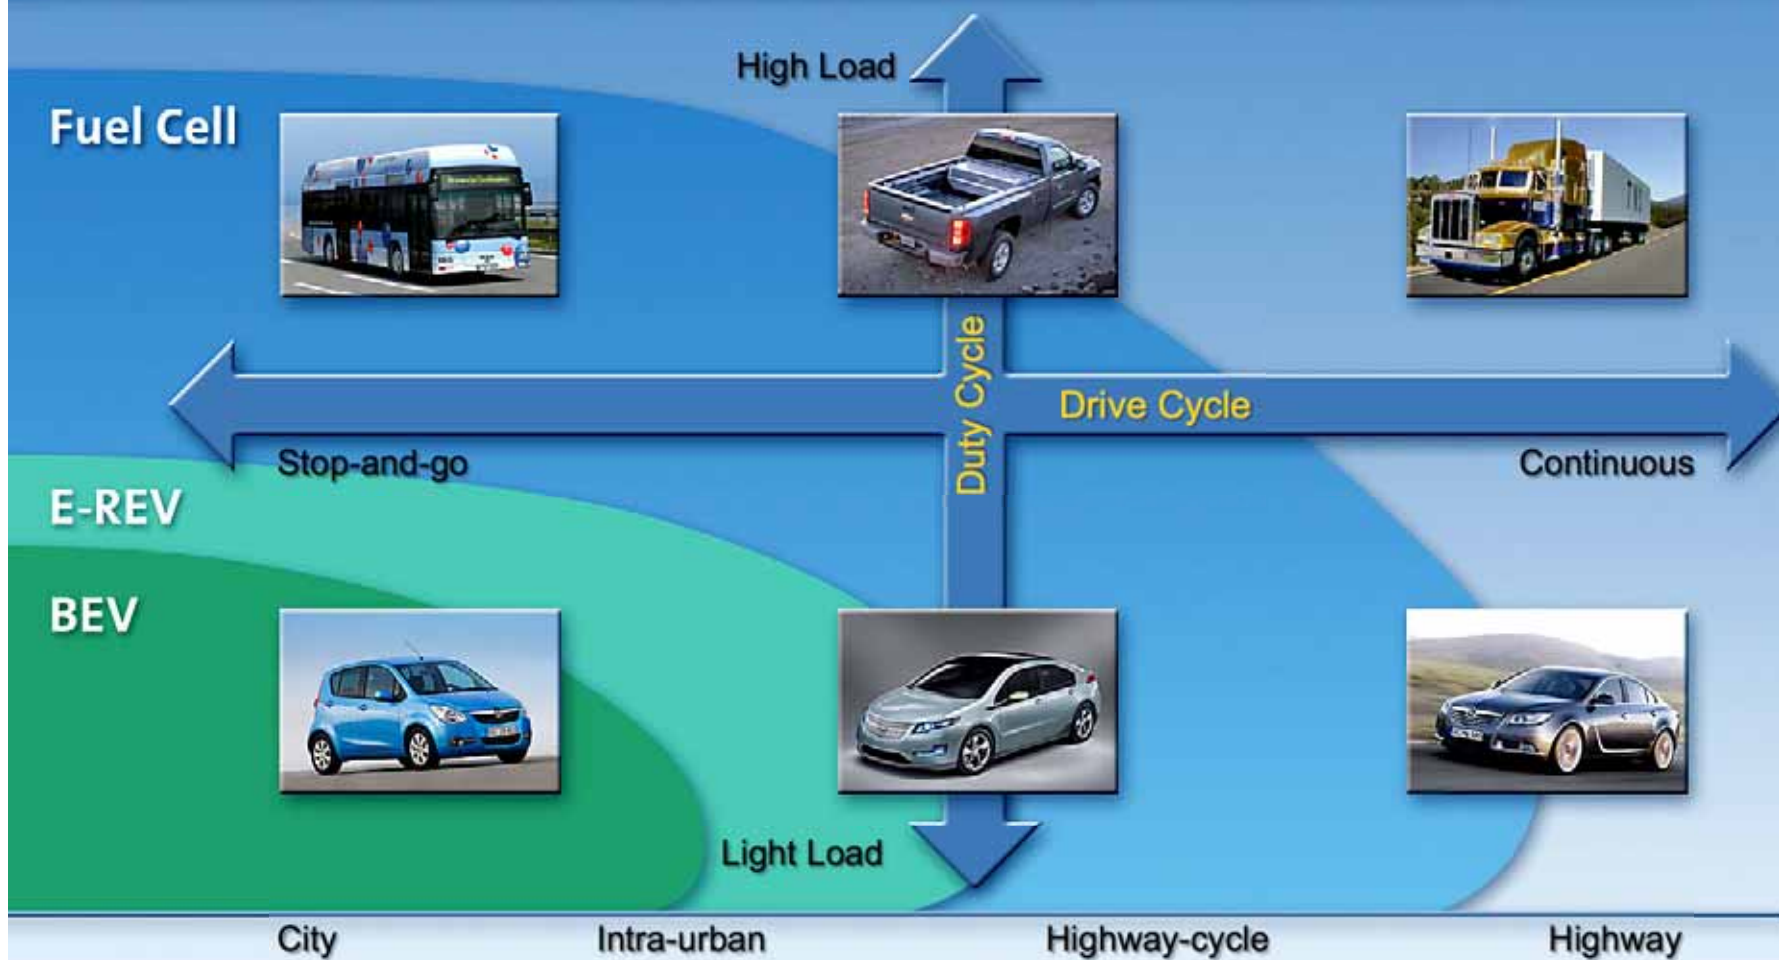 High Load
Fuel Cell
Duty Cycle
Drive Cycle
Stop-and-go
Continuous
E-REV
BEV
Light Load
City
Intra-urban
Highway-cycle
Highway